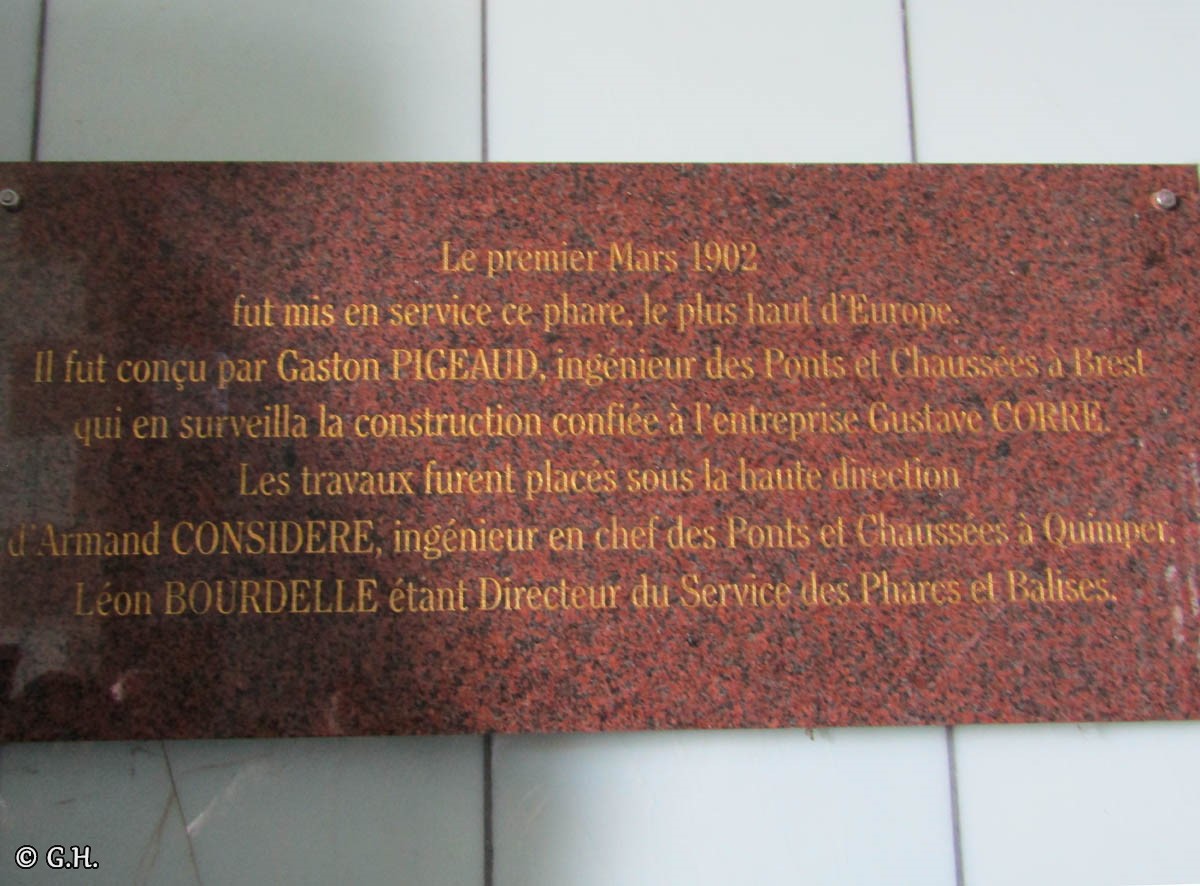 Le premier Mars 1902
fut mis en service ce phare, le plus haut d'Europe.
Il fut conçu par Gaston PIGEAUD, ingénieur des Ponts et Chaussées à Brest
qui en surveilla la construction confiée à l'entreprise Gustave CORRE.
Les travaux furent placés sous la haute direction
d'Armand CONSIDERE, ingénieur en chef des Ponts et Chaussées à Quimper.
Léon BOURDELLE étant Directeur du Service des Phares et Balises.
© G.H.